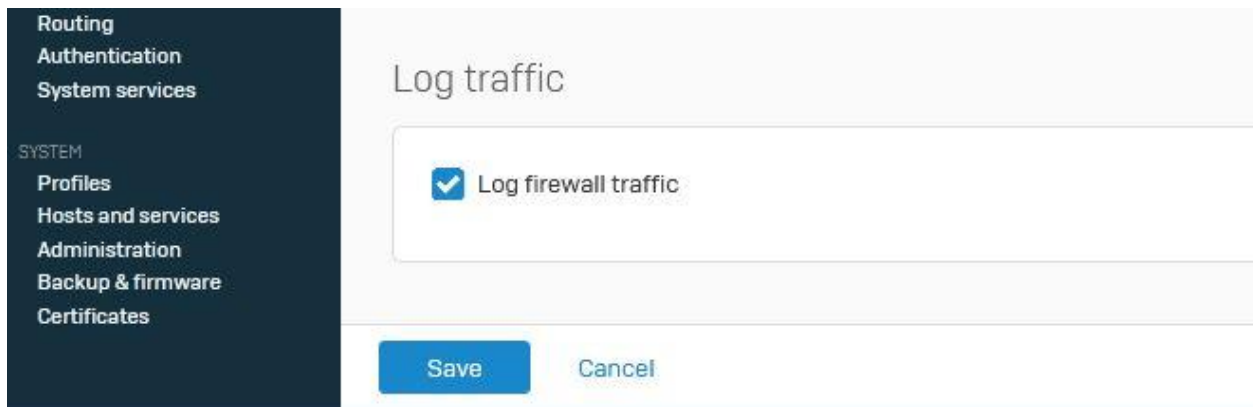 Routing
Authentication
System services
SYSTEM
Profiles
Hosts and services
Administration
Backup & firmware
Certificates
Log traffic
Log firewall traffic
Save
Cancel